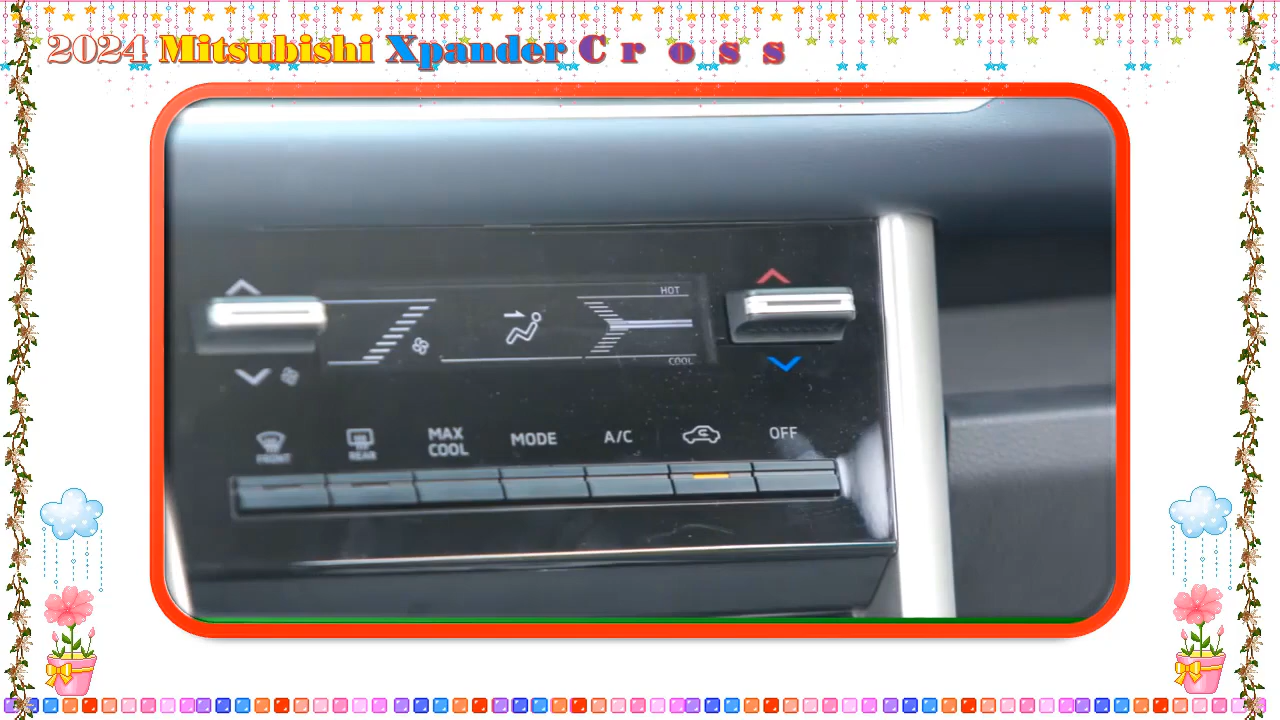 2024 Mitsubishi Xpander Cross
HOT
COOL
FRONT
REAR
MAX
COOL
MODE
A/C
OFF